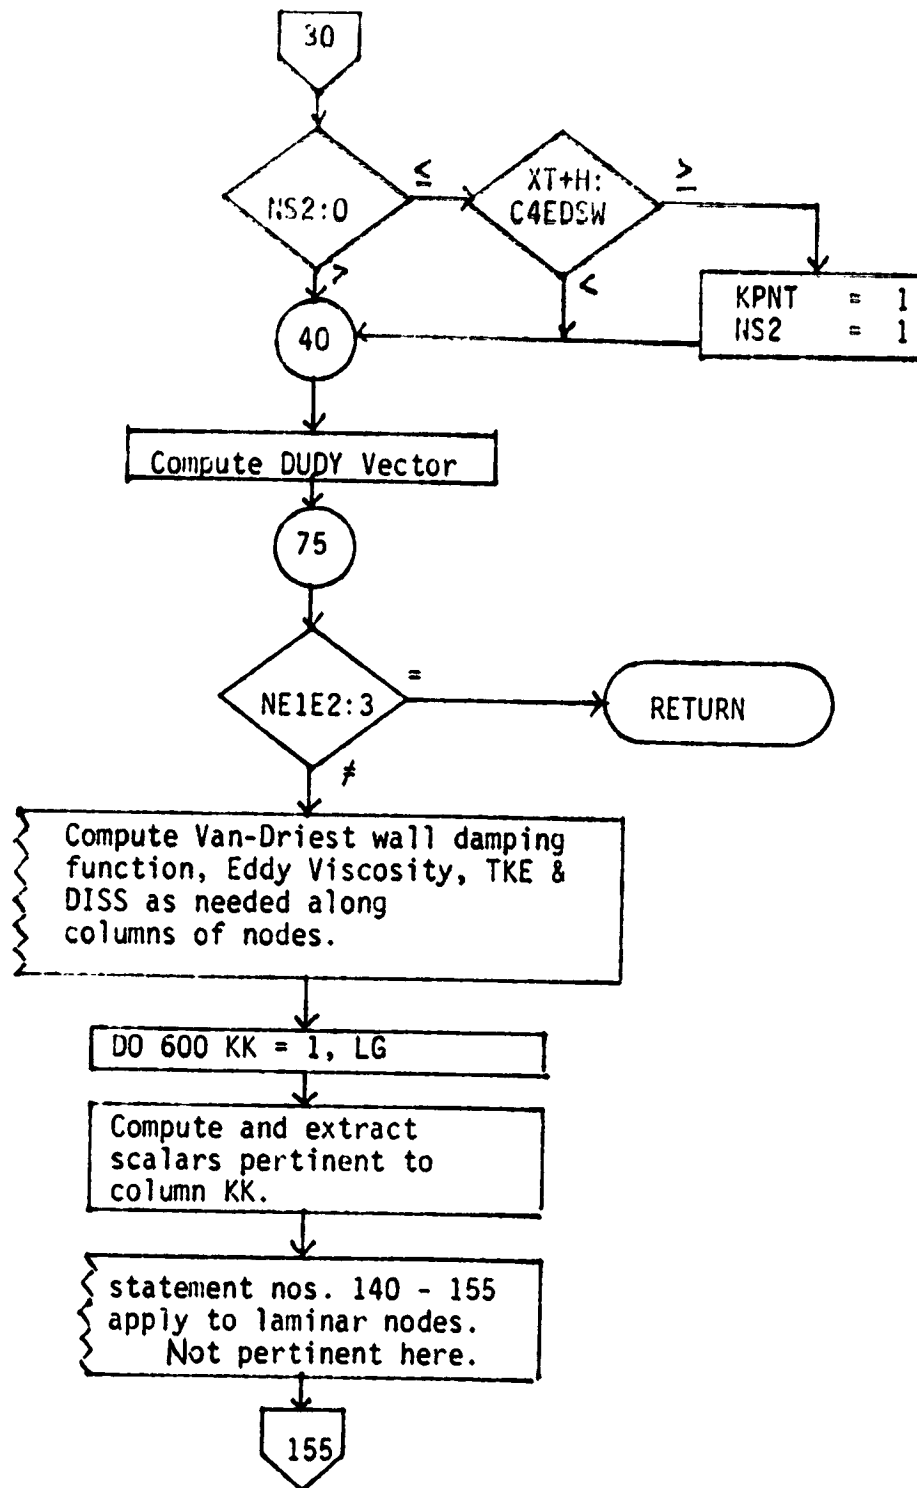 30
NS2:0
≤
XT+H:
C4EDSW
≥
>
<
KPNT = 1
NS2 = 1
40
Compute DUDY Vector
75
NE1E2:3
=
RETURN
≠
Compute Van-Driest wall damping
function, Eddy Viscosity, TKE &
DISS as needed along
columns of nodes.
DO 600 KK = 1, LG
Compute and extract
scalars pertinent to
column KK.
statement nos. 140 - 155
apply to laminar nodes.
Not pertinent here.
155